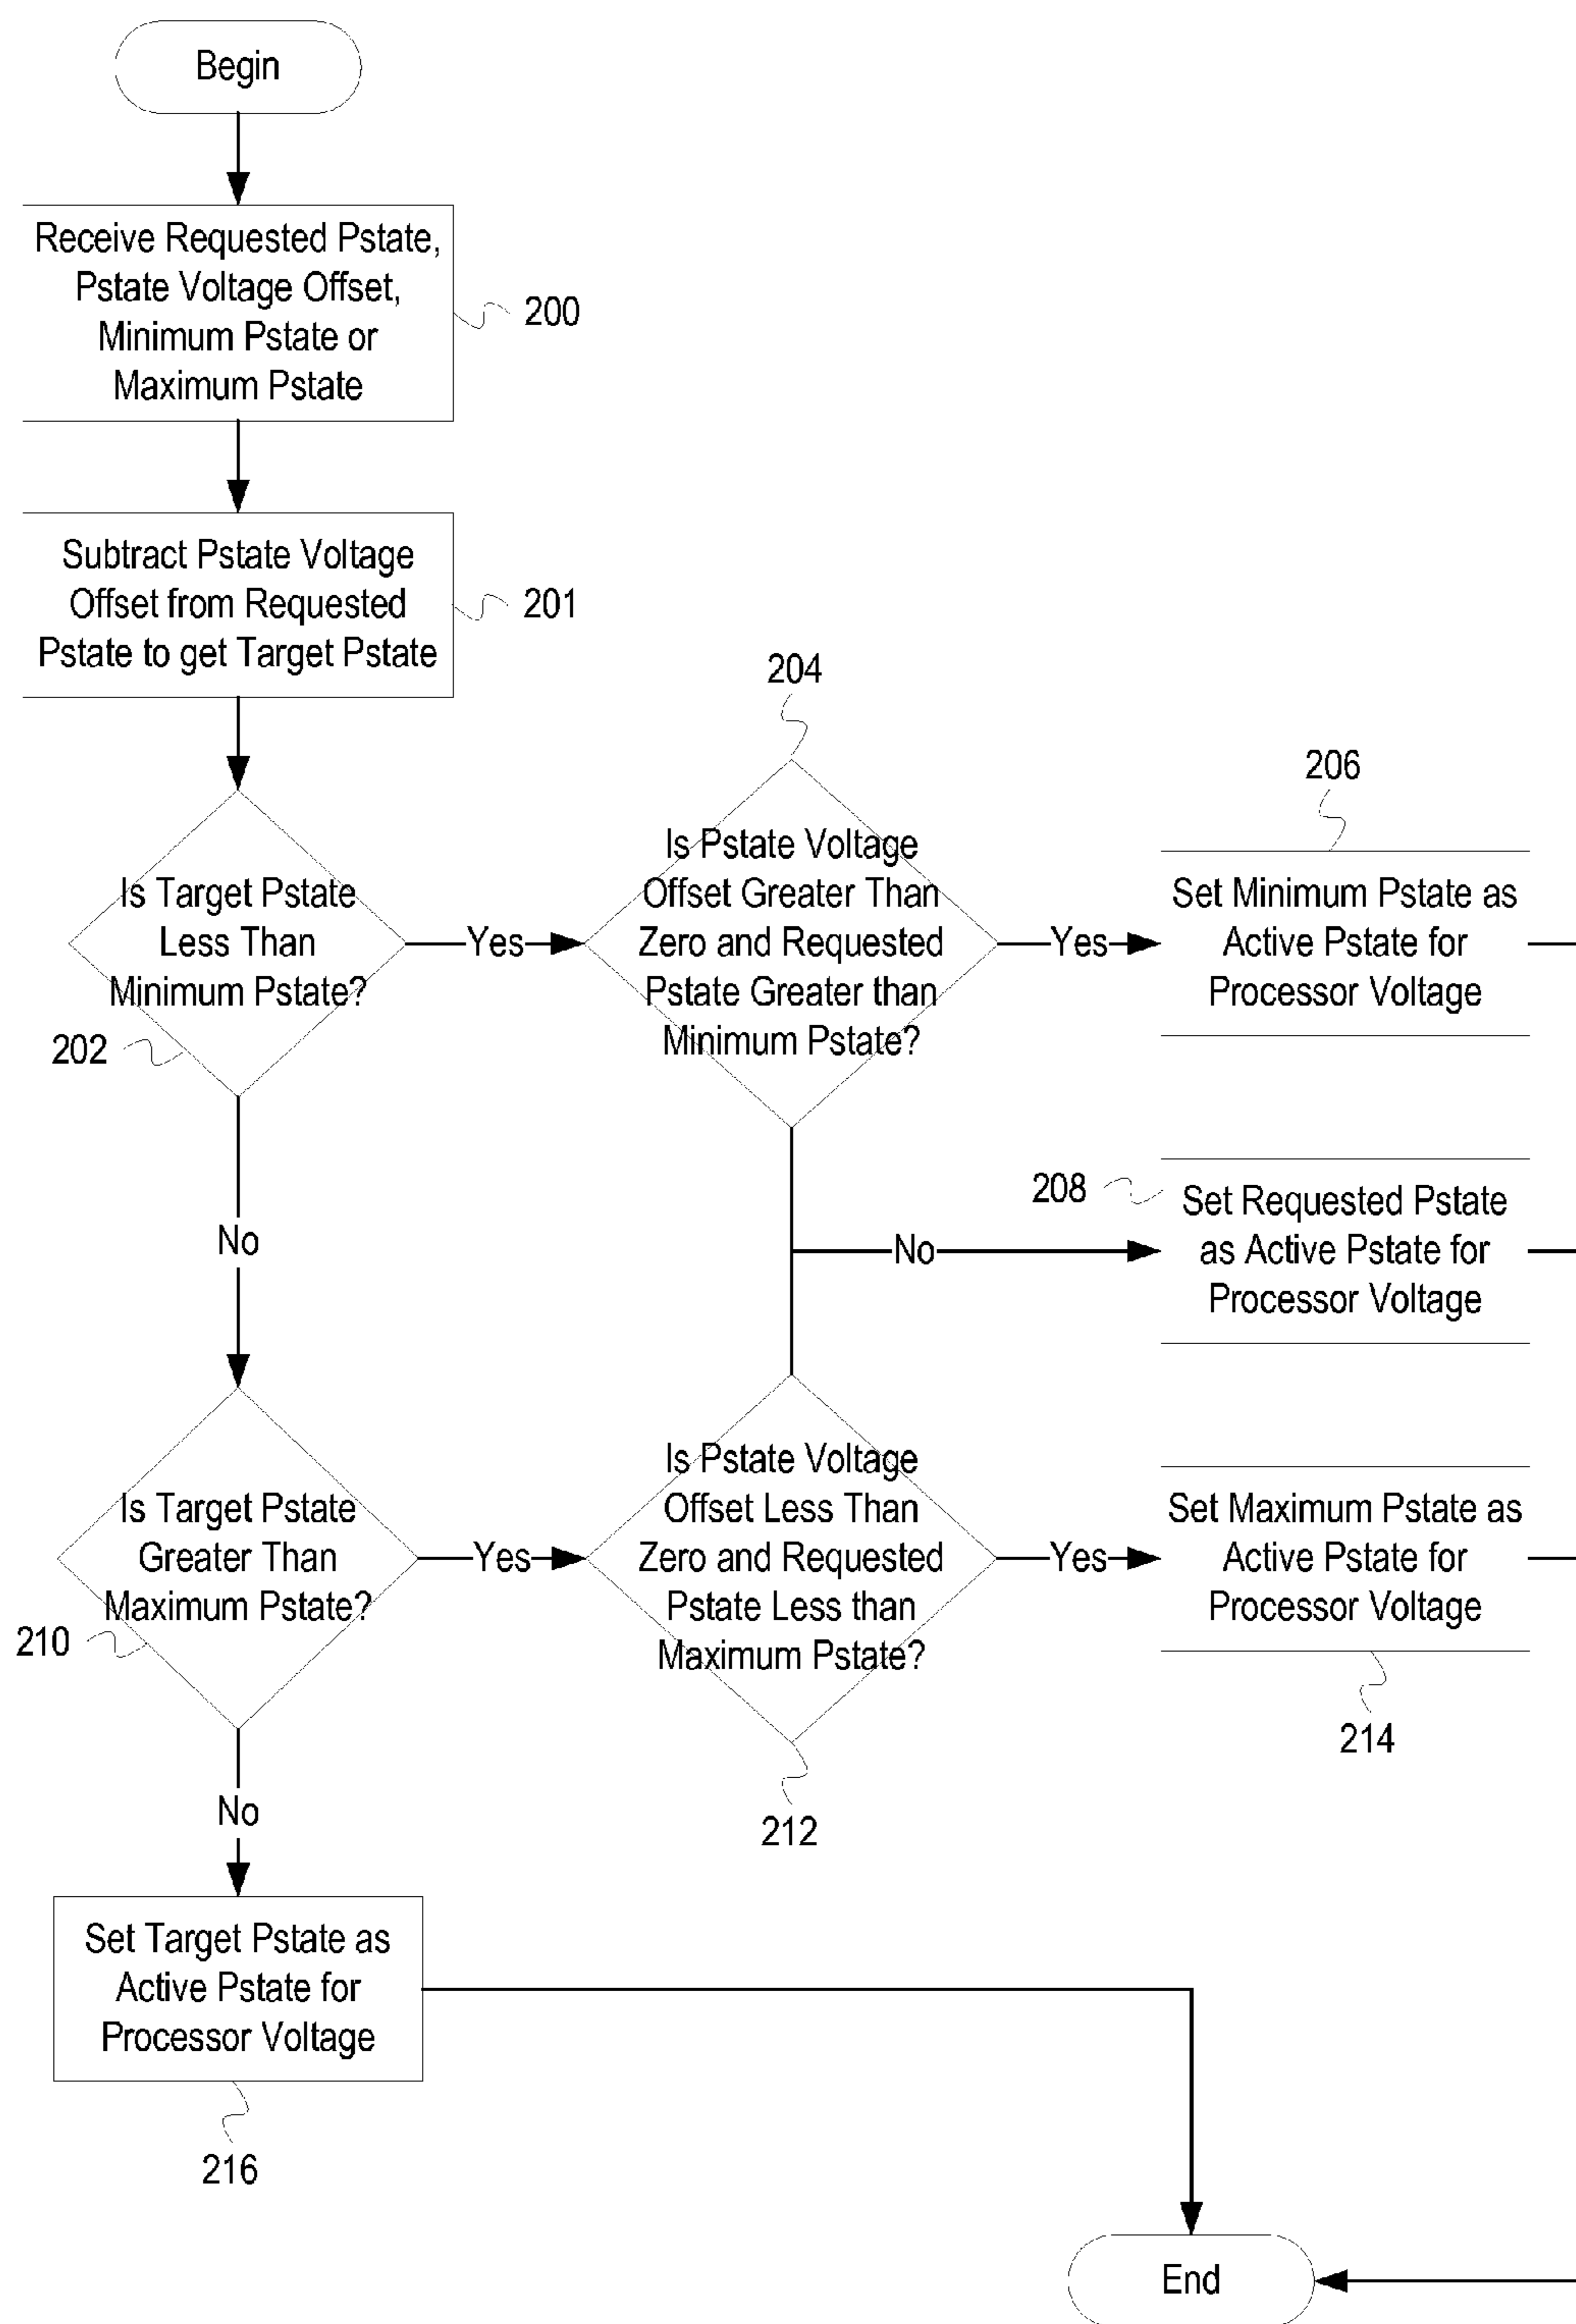 Begin
Receive Requested Pstate,
Pstate Voltage Offset,
Minimum Pstate or
Maximum Pstate
200
Subtract Pstate Voltage
Offset from Requested
Pstate to get Target Pstate
201
Is Target Pstate
Less Than
Minimum Pstate?
202
Yes
204
Is Pstate Voltage
Offset Greater Than
Zero and Requested
Pstate Greater than
Minimum Pstate?
Yes
206
Set Minimum Pstate as
Active Pstate for
Processor Voltage
No
No
208
Set Requested Pstate
as Active Pstate for
Processor Voltage
Is Target Pstate
Greater Than
Maximum Pstate?
210
Yes
Is Pstate Voltage
Offset Less Than
Zero and Requested
Pstate Less than
Maximum Pstate?
212
Yes
Set Maximum Pstate as
Active Pstate for
Processor Voltage
214
No
Set Target Pstate as
Active Pstate for
Processor Voltage
216
End